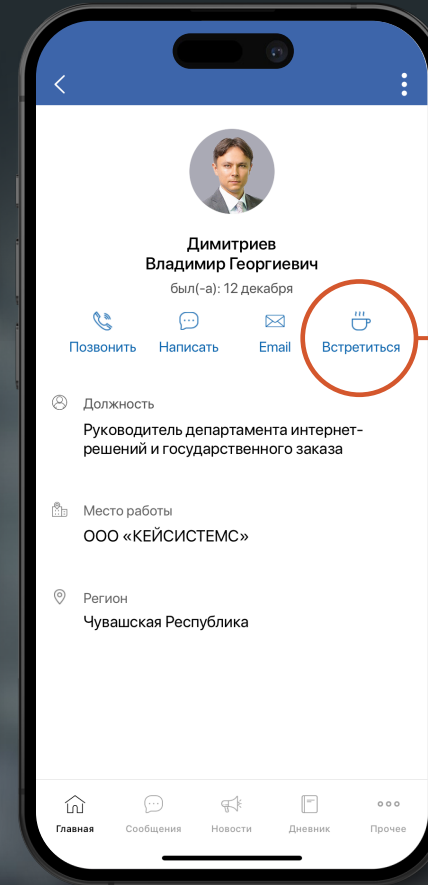 Димитриев
Владимир Георгиевич
был(-а): 12 декабря
Позвонить Написать Email Встретиться
Должность
Руководитель департамента интернет-
решений и государственного заказа
Место работы
ООО «КЕЙСИСТЕМС»
Регион
Чувашская Республика
Главная Сообщения Новости Дневник Прочее